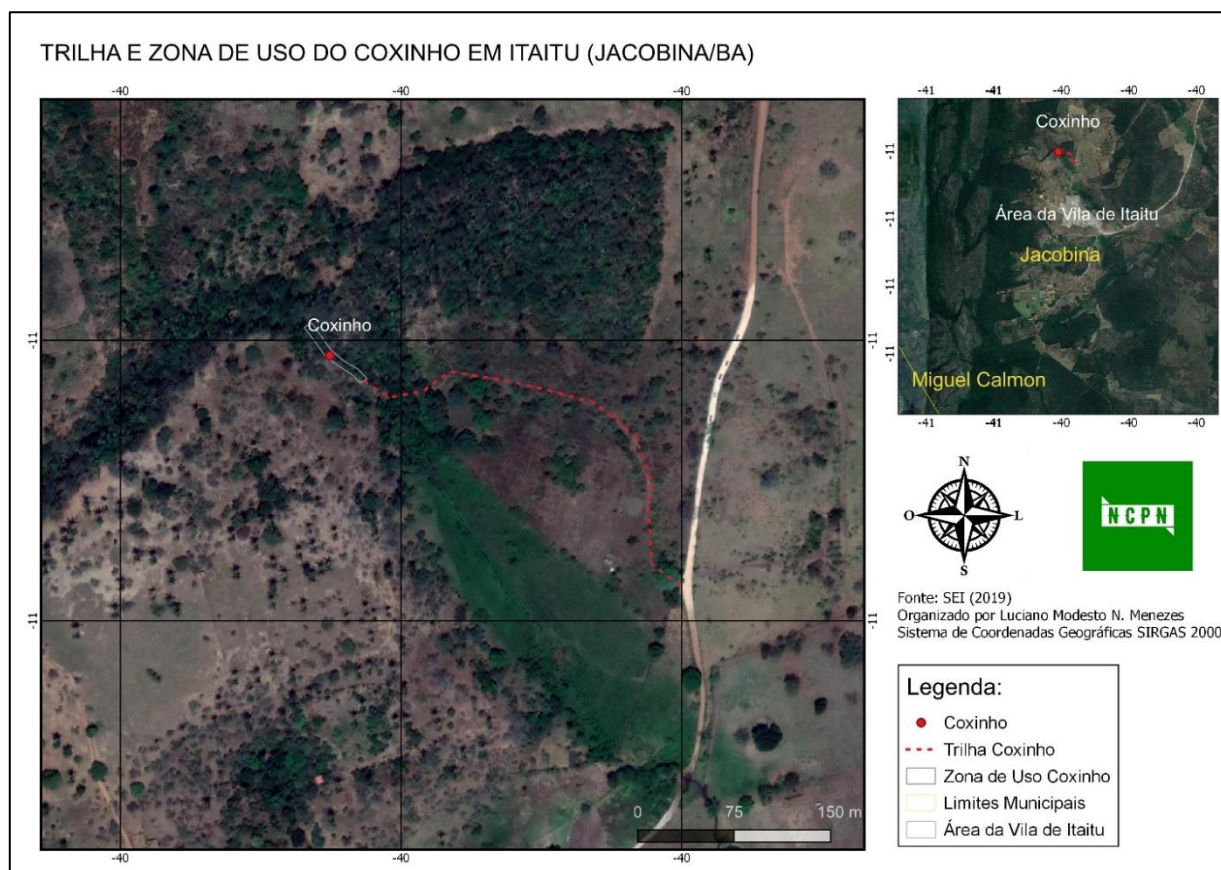 TRILHA E ZONA DE USO DO COXINHO EM ITAITU (JACOBINA/BA)
-40 -40 -40
-11
-11
Coxinho
-11
-11
0 75 150 m
-40 -40 -40
-41 -41 -40 -40 -40
-11
-11
-11
-11
Coxinho
Área da Vila de Itaitu
Jacobina
Miguel Calmon
-41 -41 -40 -40 -40
N
O L
S
NCPN
Fonte: SEI (2019)
Organizado por Luciano Modesto N. Menezes
Sistema de Coordenadas Geográficas SIRGAS 2000
Legenda:
Coxinho
Trilha Coxinho
Zona de Uso Coxinho
Limites Municipais
Área da Vila de Itaitu